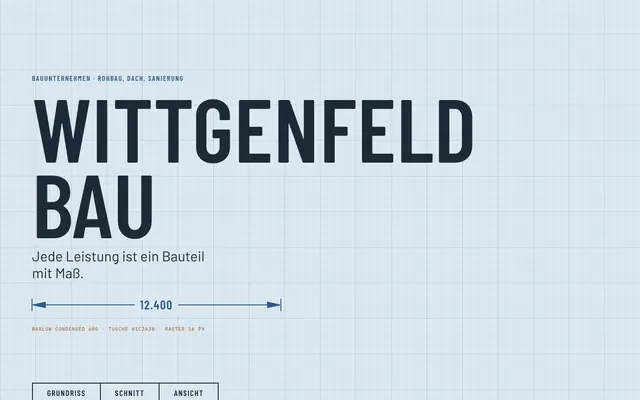 BAUUNTERNEHMEN · ROHBAU, DACH, SANIERUNG
WITTGENFELD
BAU
Jede Leistung ist ein Bauteil
mit Maß.
12.400
BARLOW CONDENSED 600 · TUSCHE #1C2A38 · RASTER 36 PX
GRUNDRISS
SCHNITT
ANSICHT